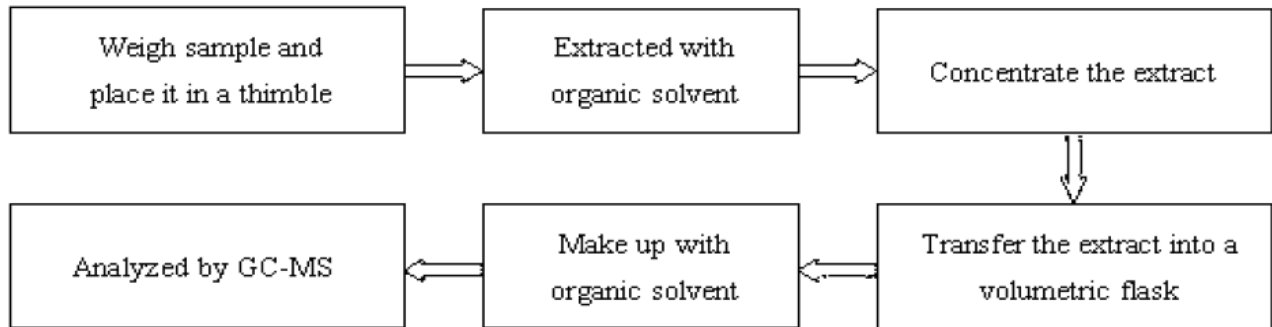 Weigh sample and
place it in a thimble
Extracted with
organic solvent
Concentrate the extract
Transfer the extract into a
volumetric flask
Make up with
organic solvent
Analyzed by GC-MS